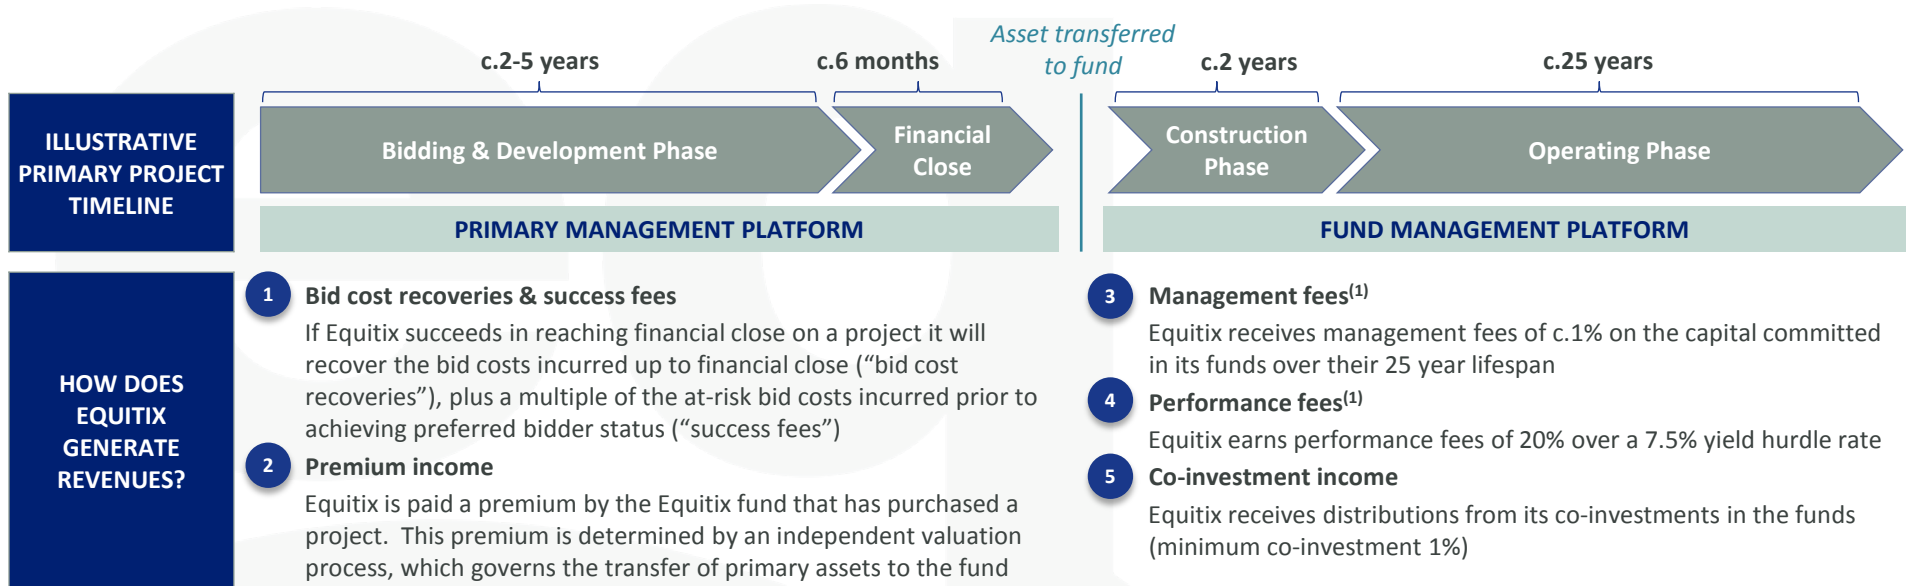 Asset transferred
to fund
c.2-5 years
c.6 months
c.2 years
c.25 years
ILLUSTRATIVE
PRIMARY PROJECT
TIMELINE
Bidding & Development Phase
Financial
Close
Construction
Phase
Operating Phase
PRIMARY MANAGEMENT PLATFORM
FUND MANAGEMENT PLATFORM
HOW DOES
EQUITIX
GENERATE
REVENUES?
1 Bid cost recoveries & success fees
If Equitix succeeds in reaching financial close on a project it will
recover the bid costs incurred up to financial close (“bid cost
recoveries”), plus a multiple of the at-risk bid costs incurred prior to
achieving preferred bidder status (“success fees”)
2 Premium income
Equitix is paid a premium by the Equitix fund that has purchased a
project. This premium is determined by an independent valuation
process, which governs the transfer of primary assets to the fund
3 Management fees(1)
Equitix receives management fees of c.1% on the capital committed
in its funds over their 25 year lifespan
4 Performance fees(1)
Equitix earns performance fees of 20% over a 7.5% yield hurdle rate
5 Co-investment income
Equitix receives distributions from its co-investments in the funds
(minimum co-investment 1%)